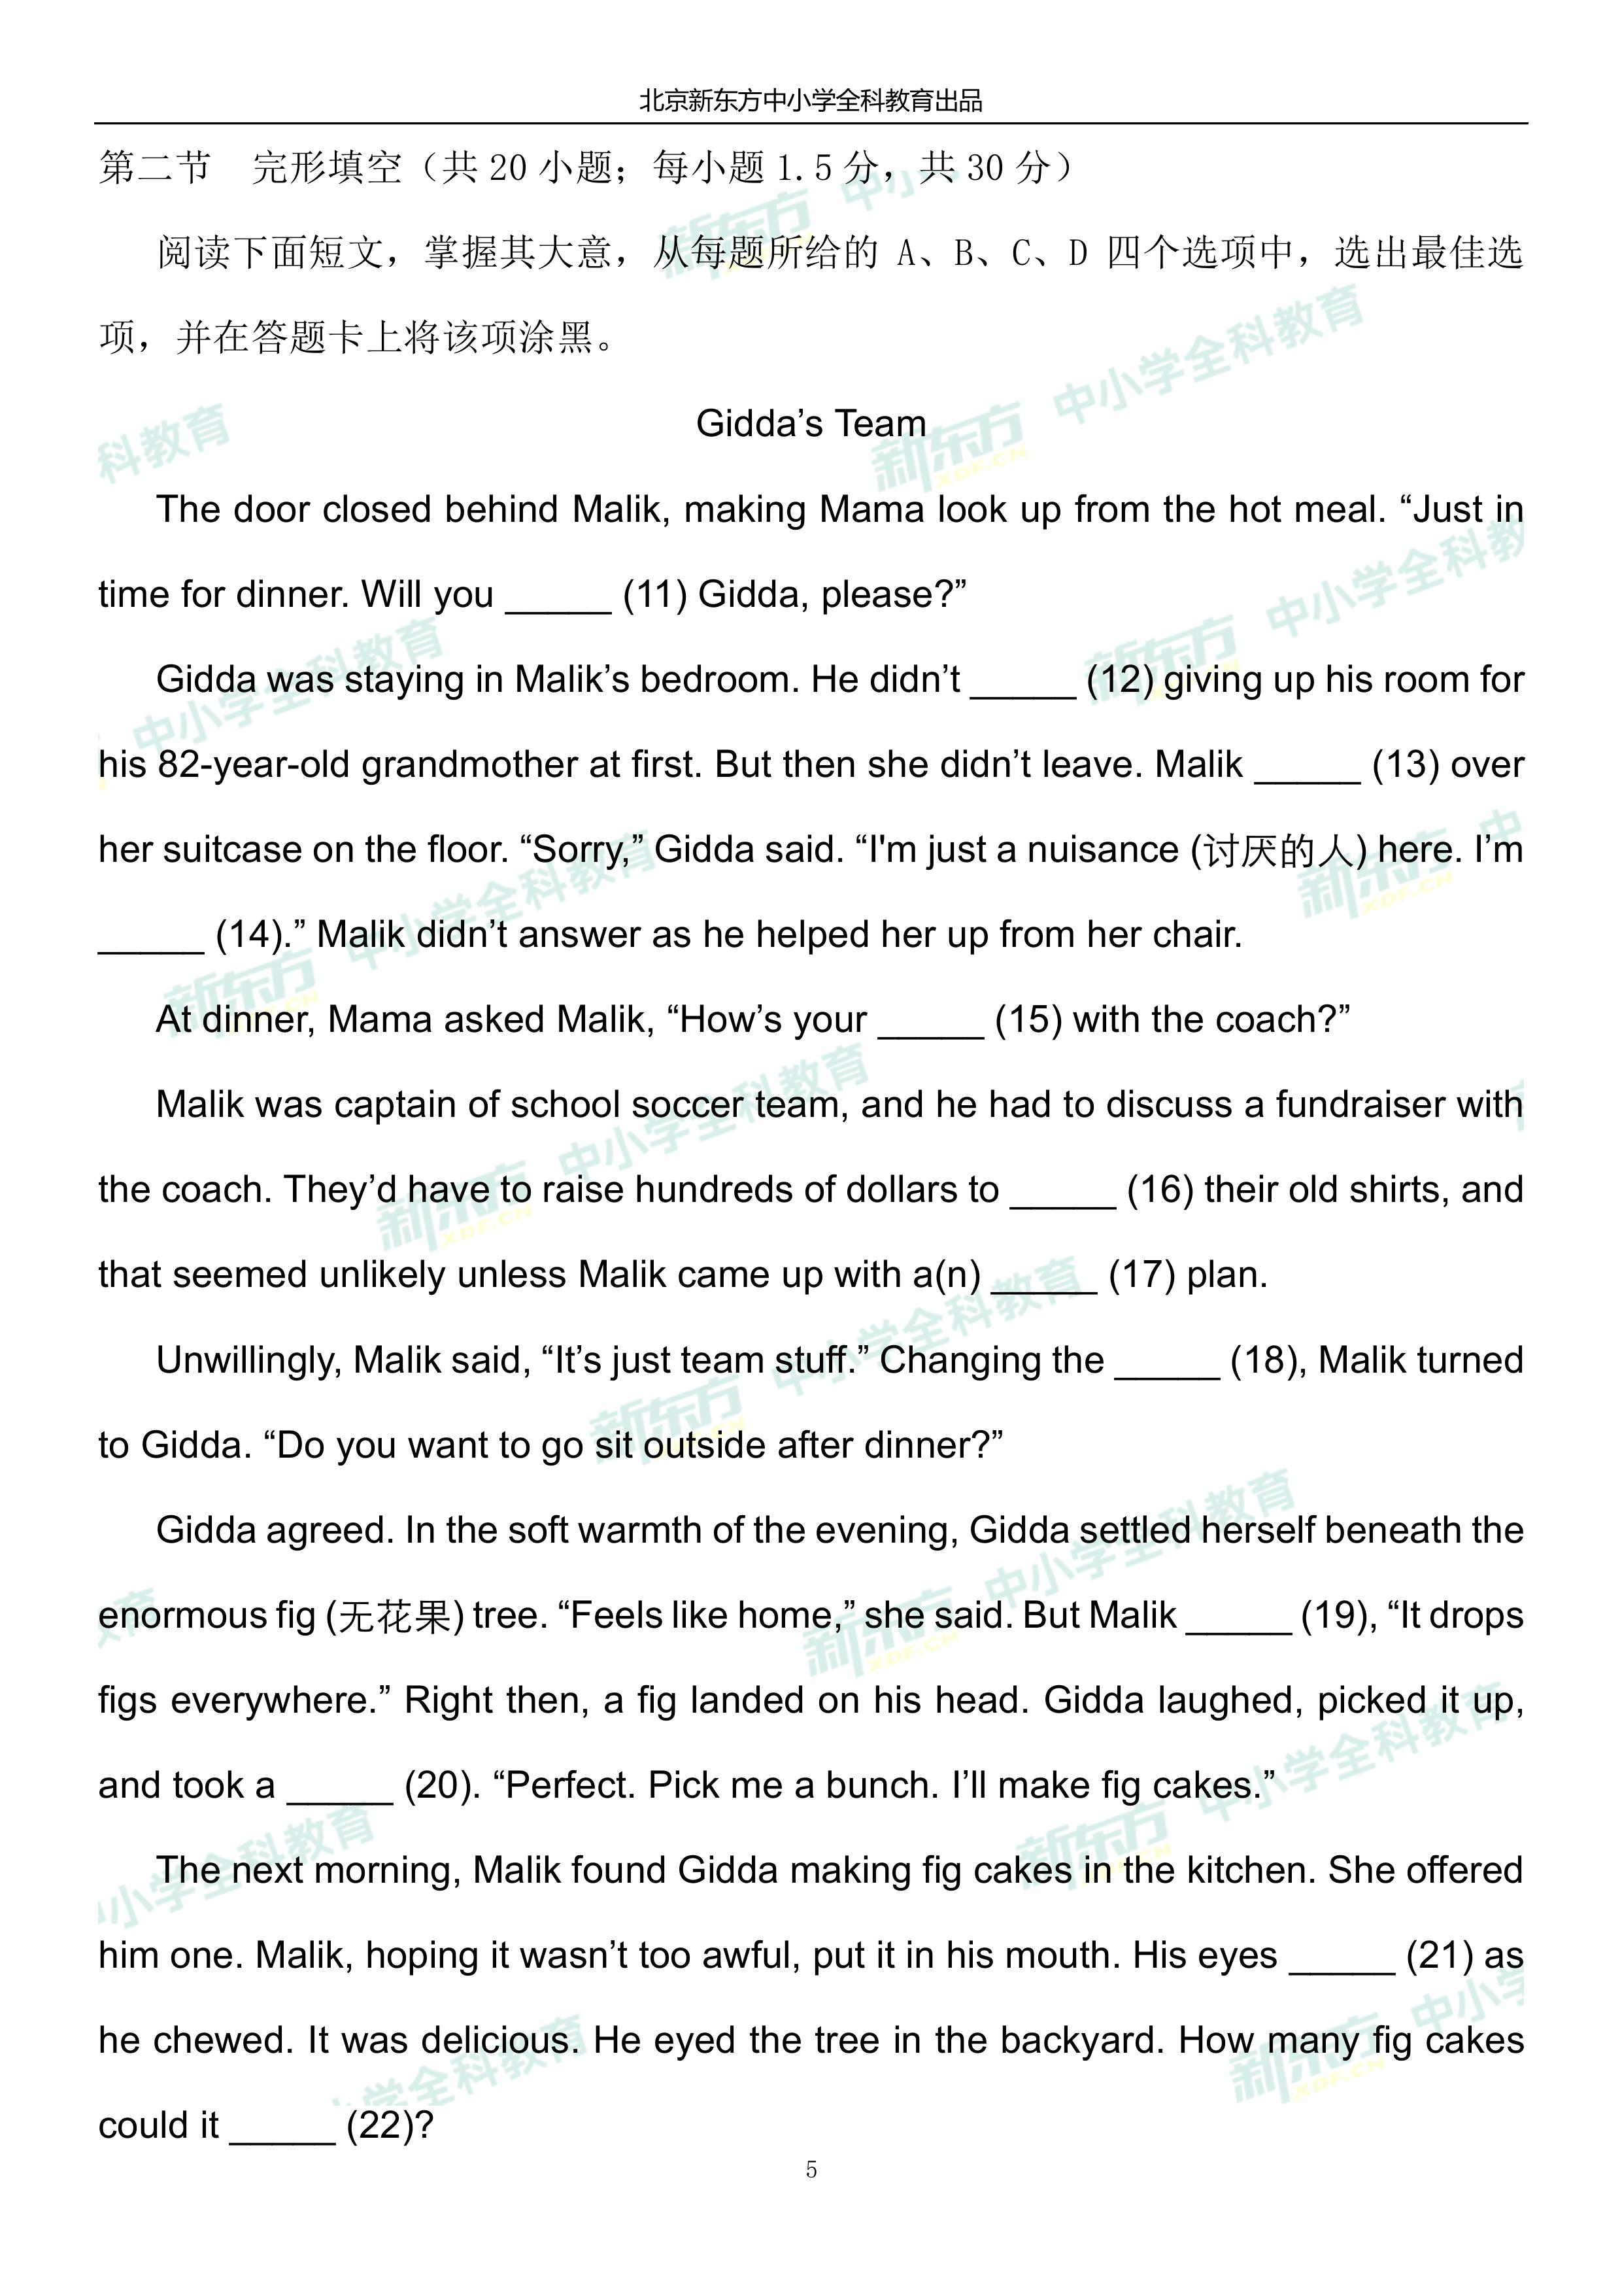 北京新东方中小学全科教育出品
第二节　完形填空（共 20 小题；每小题 1.5 分，共 30 分）
阅读下面短文，掌握其大意，从每题所给的 A、B、C、D 四个选项中，选出最佳选
项，并在答题卡上将该项涂黑。
Gidda’s Team
The door closed behind Malik, making Mama look up from the hot meal. “Just in
time for dinner. Will you _____ (11) Gidda, please?”
Gidda was staying in Malik’s bedroom. He didn’t _____ (12) giving up his room for
his 82-year-old grandmother at first. But then she didn’t leave. Malik _____ (13) over
her suitcase on the floor. “Sorry,” Gidda said. “I'm just a nuisance (讨厌的人) here. I’m
_____ (14).” Malik didn’t answer as he helped her up from her chair.
At dinner, Mama asked Malik, “How’s your _____ (15) with the coach?”
Malik was captain of school soccer team, and he had to discuss a fundraiser with
the coach. They’d have to raise hundreds of dollars to _____ (16) their old shirts, and
that seemed unlikely unless Malik came up with a(n) _____ (17) plan.
Unwillingly, Malik said, “It’s just team stuff.” Changing the _____ (18), Malik turned
to Gidda. “Do you want to go sit outside after dinner?”
Gidda agreed. In the soft warmth of the evening, Gidda settled herself beneath the
enormous fig (无花果) tree. “Feels like home,” she said. But Malik _____ (19), “It drops
figs everywhere.” Right then, a fig landed on his head. Gidda laughed, picked it up,
and took a _____ (20). “Perfect. Pick me a bunch. I’ll make fig cakes.”
The next morning, Malik found Gidda making fig cakes in the kitchen. She offered
him one. Malik, hoping it wasn’t too awful, put it in his mouth. His eyes _____ (21) as
he chewed. It was delicious. He eyed the tree in the backyard. How many fig cakes
could it _____ (22)?
5